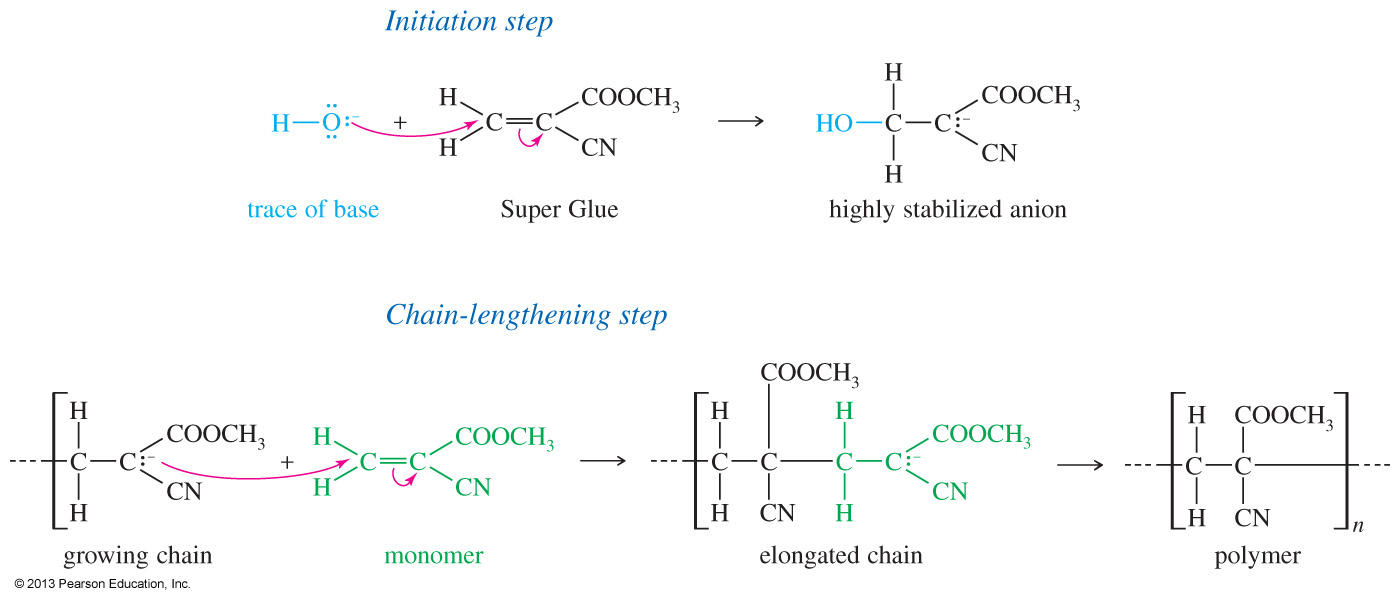 Initiation step
H—Ö:⁻ + H H C=C COOCH₃ CN ⟶ HO—C—C:⁻ H H COOCH₃ CN
trace of base Super Glue highly stabilized anion
Chain-lengthening step
[ H H C—C:⁻ COOCH₃ CN + H H C=C COOCH₃ CN ⟶ [ H H C—C COOCH₃ CN H H C—C:⁻ COOCH₃ CN ⟶ [ H H C—C COOCH₃ CN ]n
growing chain monomer elongated chain polymer
© 2013 Pearson Education, Inc.